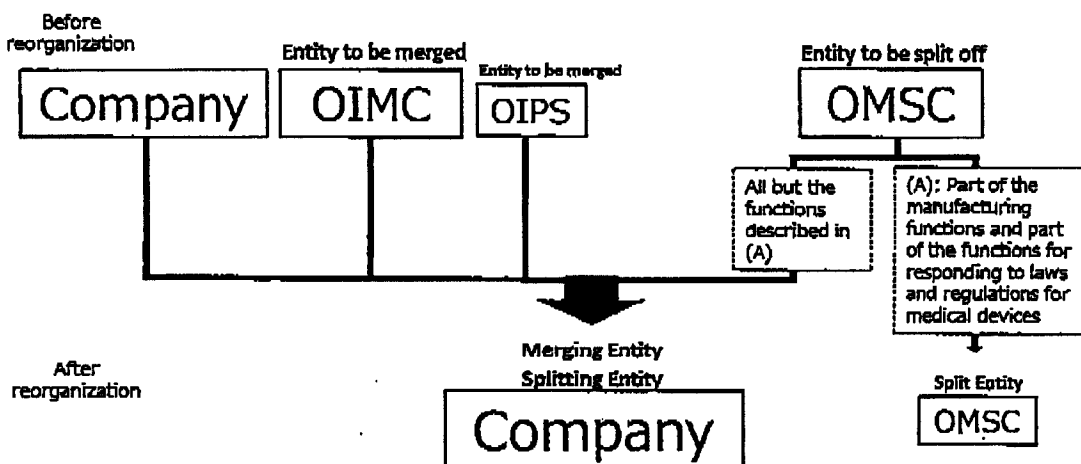 Before
reorganization
Entity to be merged
Entity to be merged
Entity to be split off
Company
OIMC
OIPS
OMSC
All but the
functions
described in
(A)
(A): Part of the
manufacturing
functions and part
of the functions for
responding to laws
and regulations for
medical devices
Merging Entity
Splitting Entity
Company
After
reorganization
Split Entity
OMSC